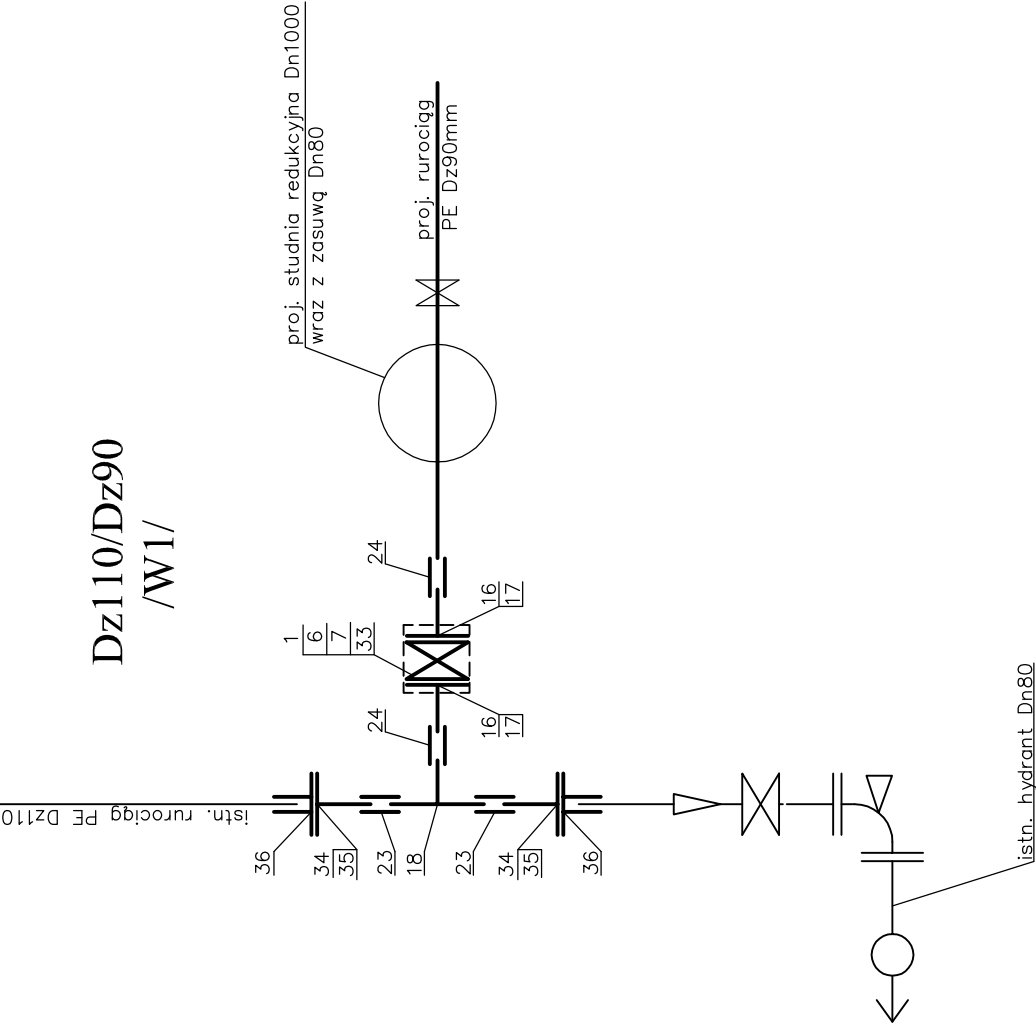 Dz110/Dz90
/W1/
proj. studnia redukcyjna Dn1000
wraz z zasuwą Dn80
proj. rurociąg
PE Dz90mm
24
16
17
1
6
7
33
24
16
17
istn. rurociąg PE Dz110
36
34
35
23
18
23
34
35
36
istn. hydrant Dn80